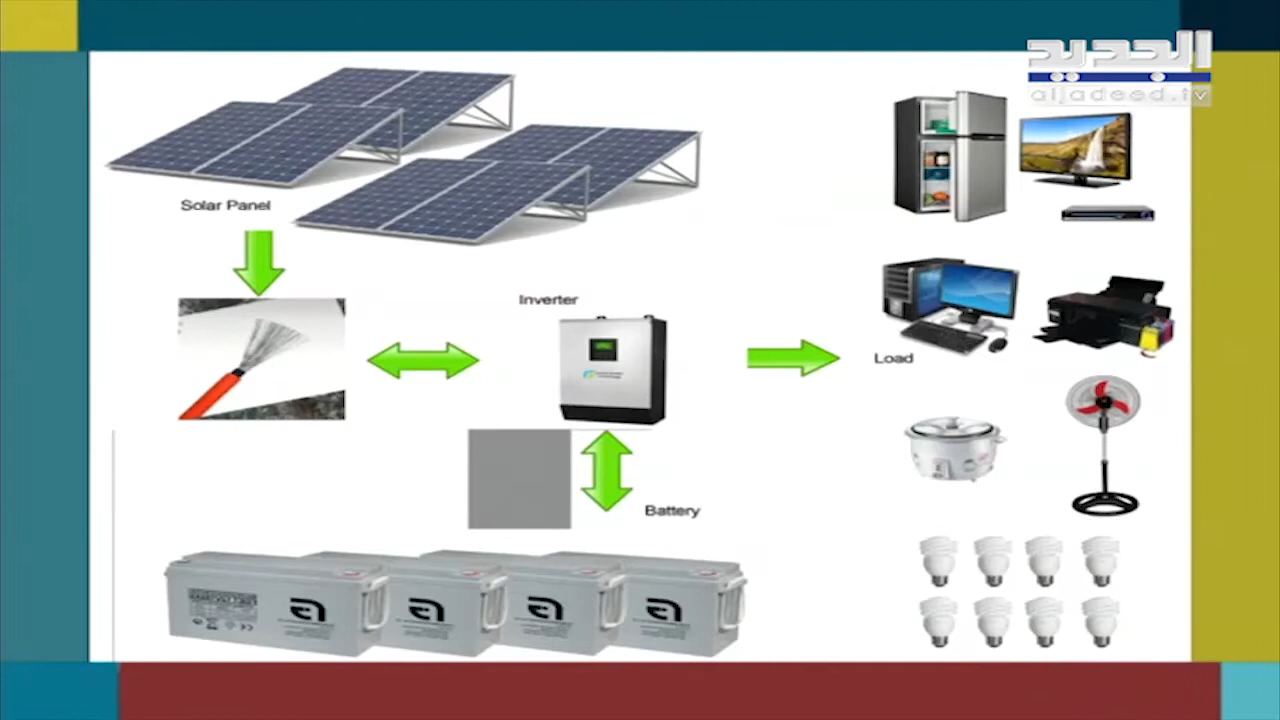 الجديد
aljadeed.tv
Solar Panel
Inverter
Load
Battery